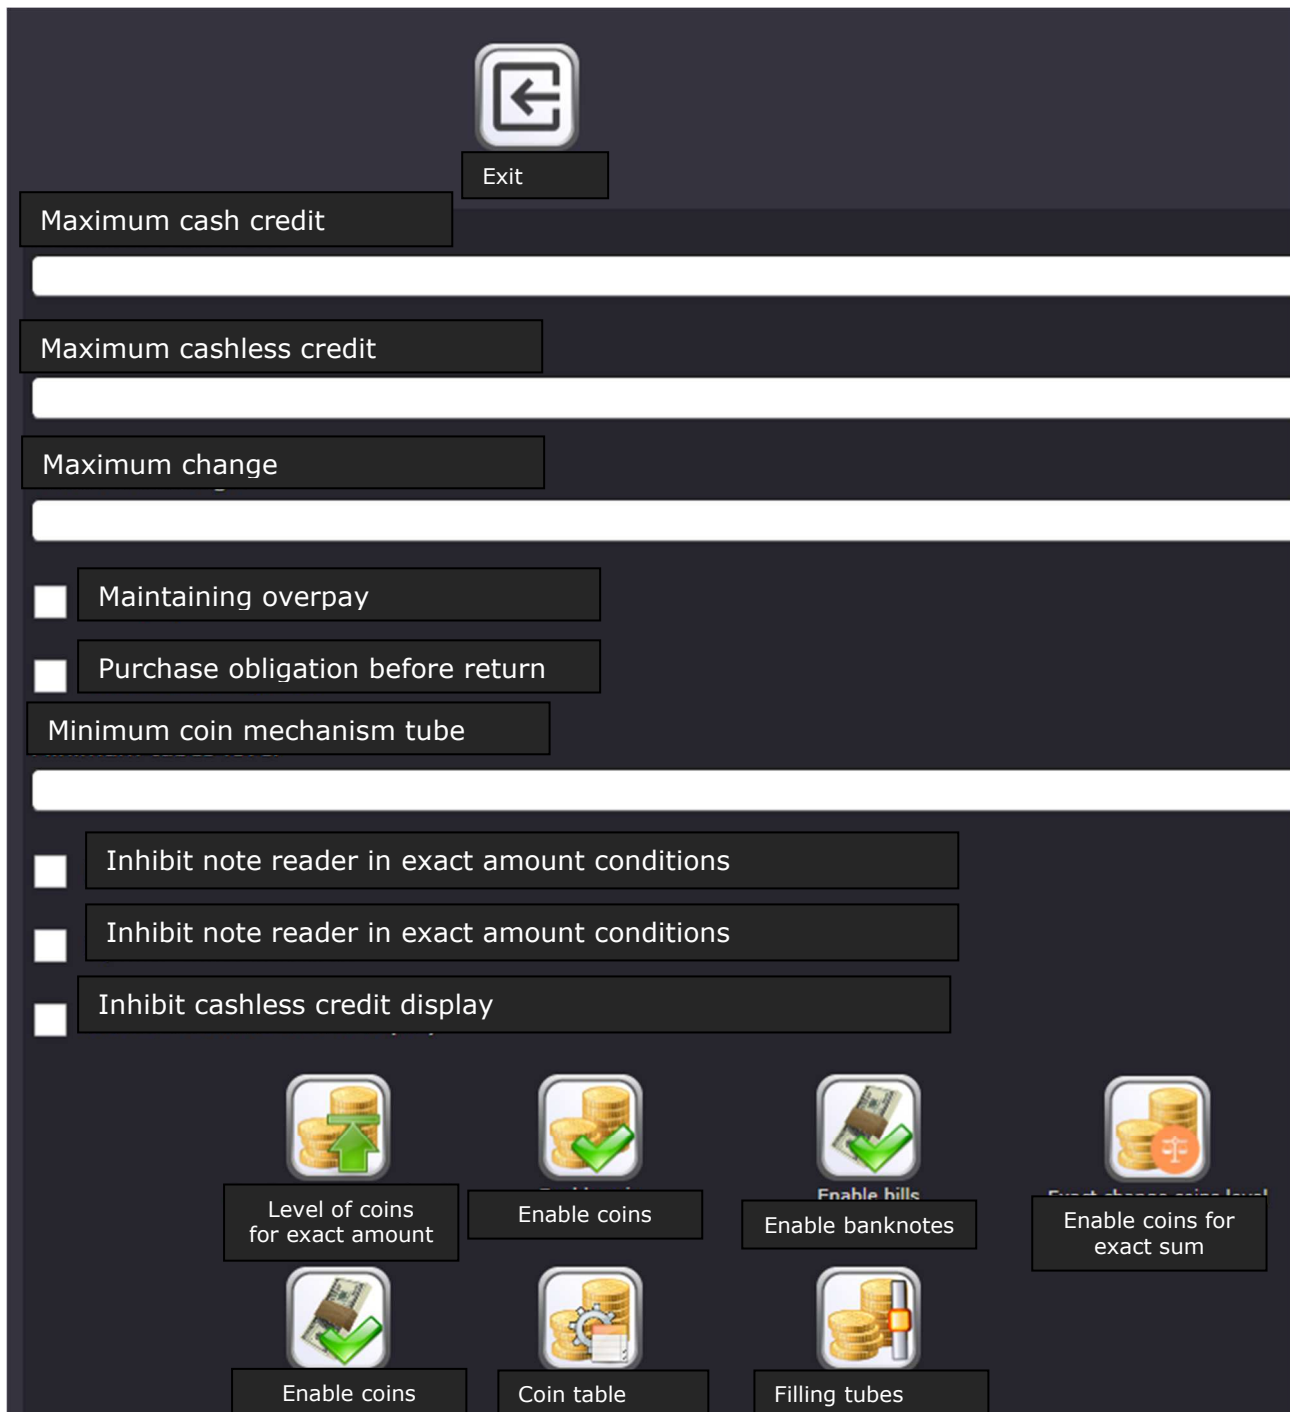 Exit
Maximum cash credit
Maximum cashless credit
Maximum change
Maintaining overpay
Purchase obligation before return
Minimum coin mechanism tube
Inhibit note reader in exact amount conditions
Inhibit note reader in exact amount conditions
Inhibit cashless credit display
Enable bills
Level of coins
for exact amount
Enable coins
Enable banknotes
Enable coins for
exact sum
Enable coins
Coin table
Filling tubes